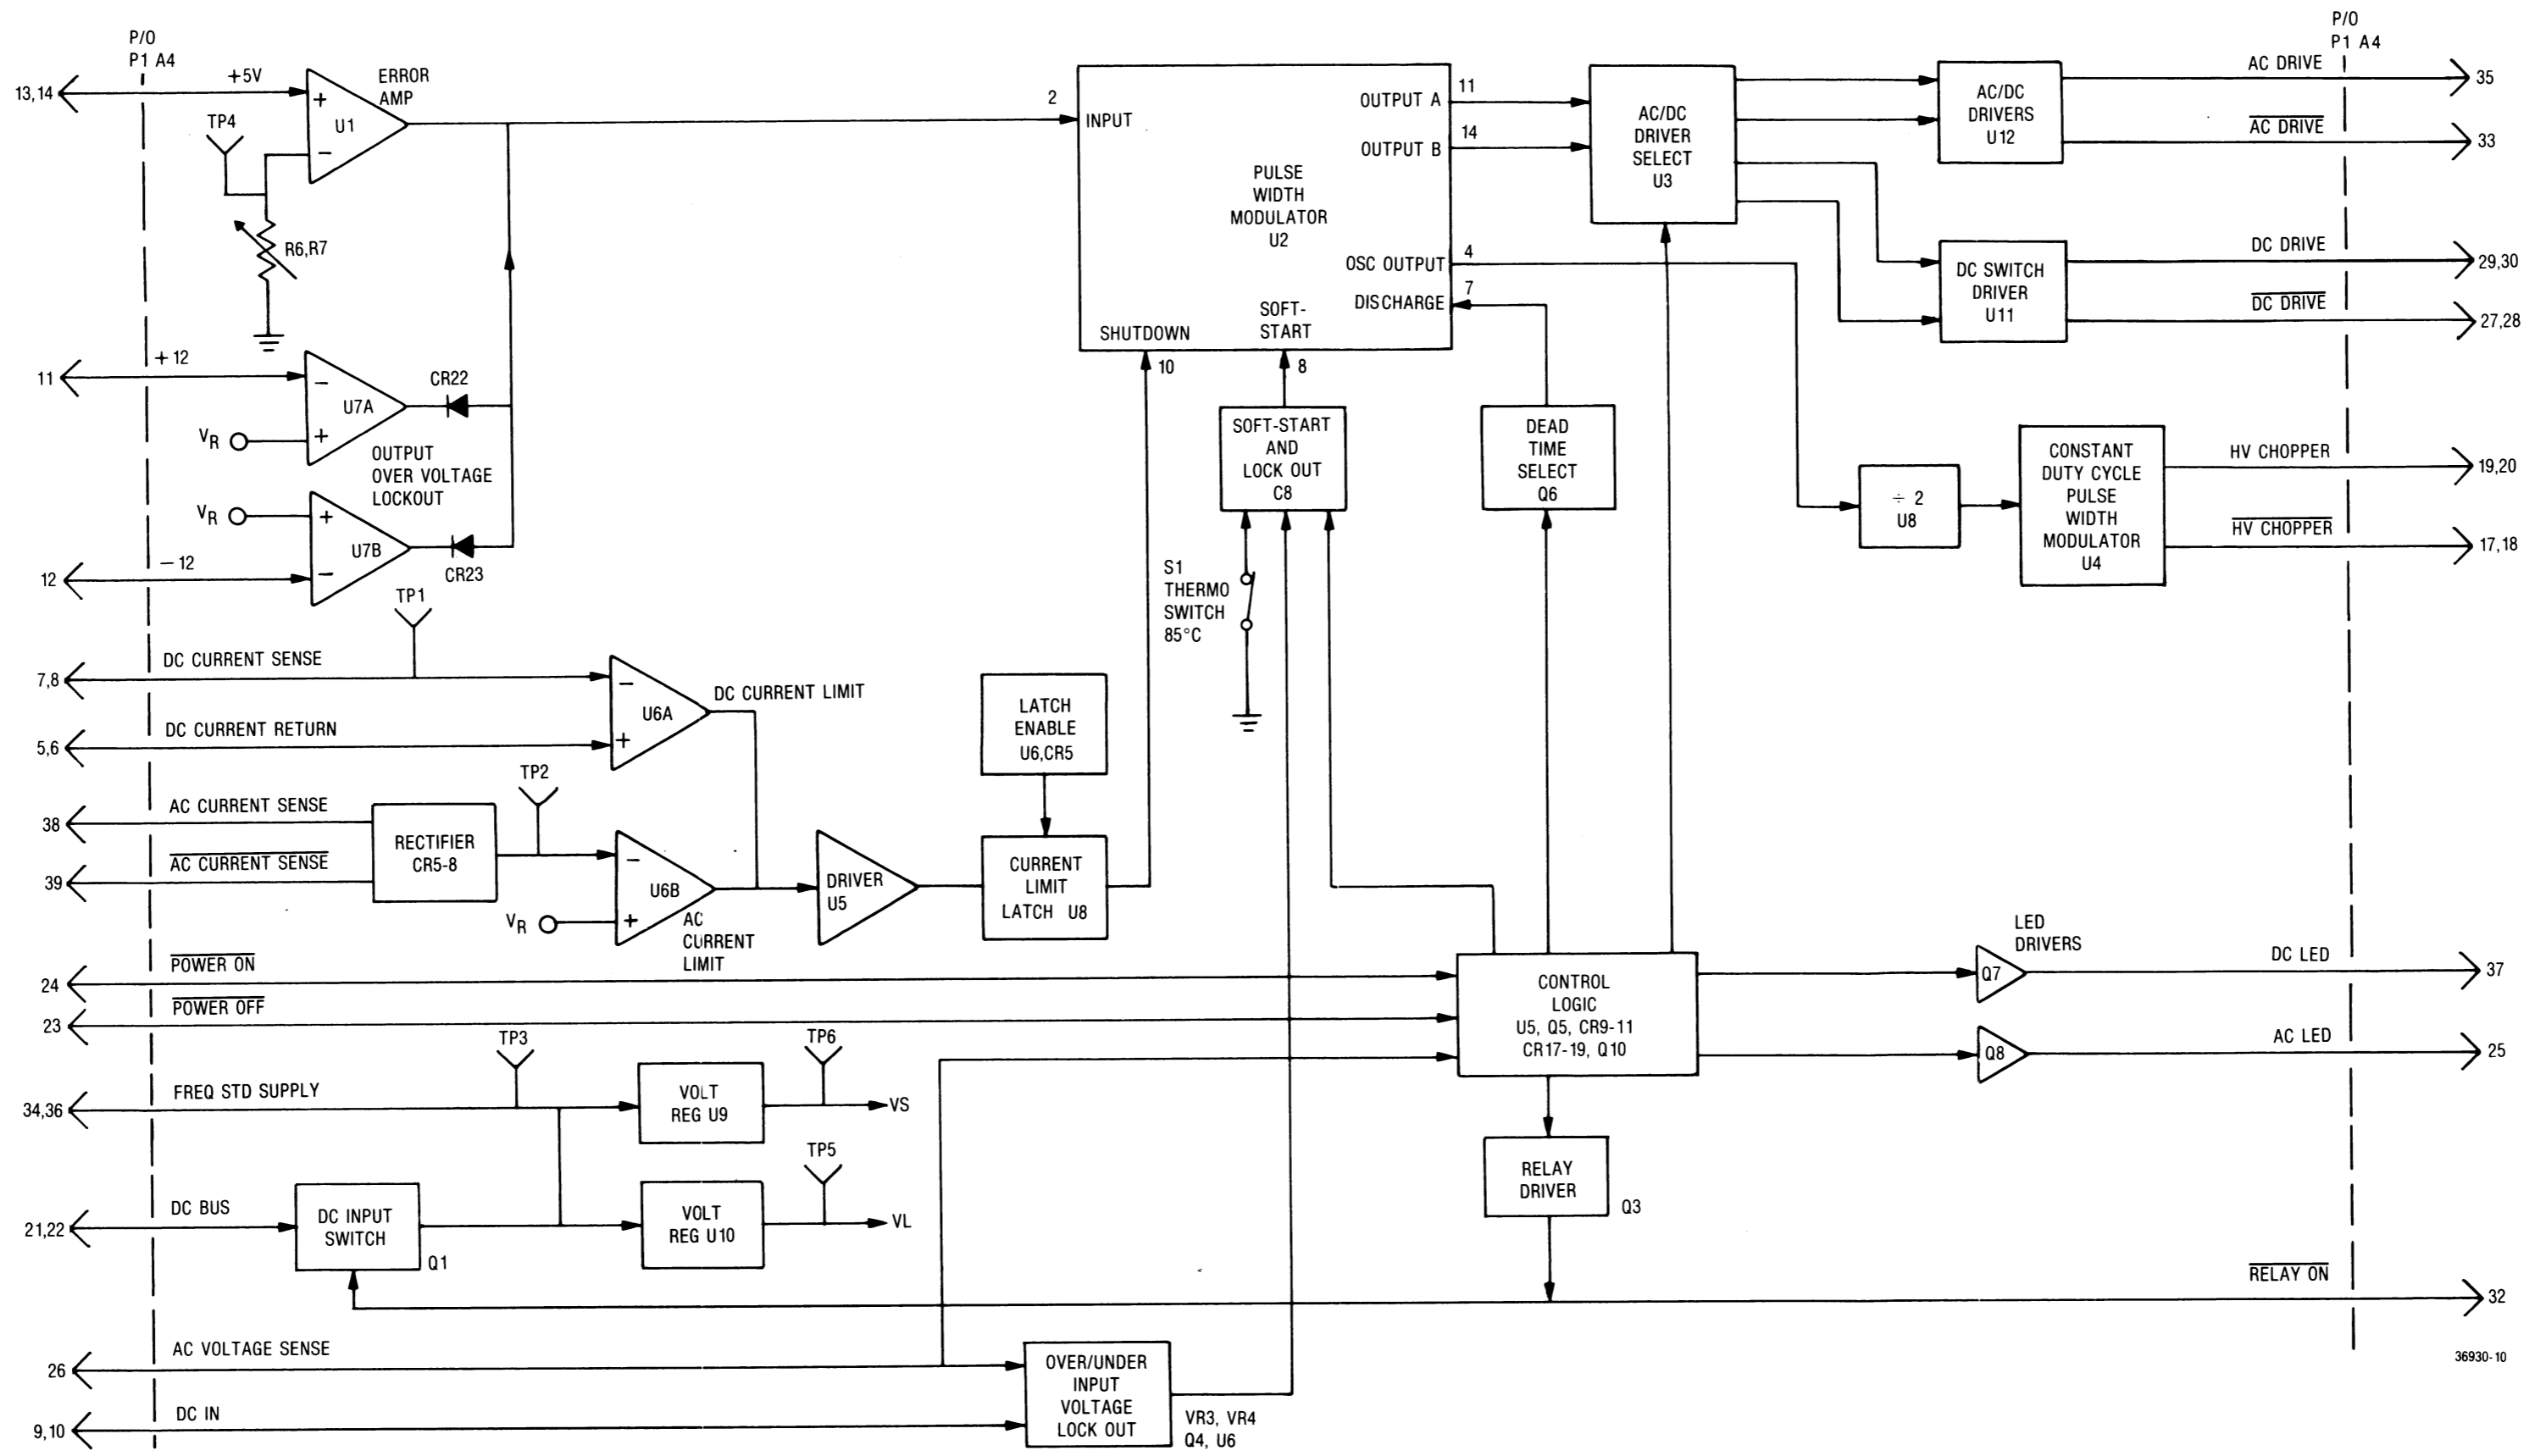 P/O
P1 A4
P/O
P1 A4
13,14
+5V
ERROR
AMP
+
U1
−
TP4
R6,R7
11
+12
−
U7A
+
CR22
VR
OUTPUT
OVER VOLTAGE
LOCKOUT
VR
+
U7B
−
CR23
12
−12
TP1
7,8
DC CURRENT SENSE
−
U6A
+
DC CURRENT LIMIT
5,6
DC CURRENT RETURN
TP2
38
AC CURRENT SENSE
39
AC CURRENT SENSE
RECTIFIER
CR5-8
−
U6B
+
VR
AC
CURRENT
LIMIT
DRIVER
U5
LATCH
ENABLE
U6,CR5
CURRENT
LIMIT
LATCH U8
24
POWER ON
23
POWER OFF
TP3
TP6
34,36
FREQ STD SUPPLY
VOLT
REG U9
VS
TP5
21,22
DC BUS
DC INPUT
SWITCH
Q1
VOLT
REG U10
VL
26
AC VOLTAGE SENSE
9,10
DC IN
OVER/UNDER
INPUT
VOLTAGE
LOCK OUT
VR3, VR4
Q4, U6
2
INPUT
PULSE
WIDTH
MODULATOR
U2
OUTPUT A
11
OUTPUT B
14
OSC OUTPUT
4
DISCHARGE
7
SHUTDOWN
10
SOFT-
START
8
SOFT-START
AND
LOCK OUT
C8
S1
THERMO
SWITCH
85°C
DEAD
TIME
SELECT
Q6
AC/DC
DRIVER
SELECT
U3
AC/DC
DRIVERS
U12
AC DRIVE
35
AC DRIVE
33
DC SWITCH
DRIVER
U11
DC DRIVE
29,30
DC DRIVE
27,28
÷ 2
U8
CONSTANT
DUTY CYCLE
PULSE
WIDTH
MODULATOR
U4
HV CHOPPER
19,20
HV CHOPPER
17,18
CONTROL
LOGIC
U5, Q5, CR9-11
CR17-19, Q10
LED
DRIVERS
Q7
DC LED
37
Q8
AC LED
25
RELAY
DRIVER
Q3
RELAY ON
32
36930-10